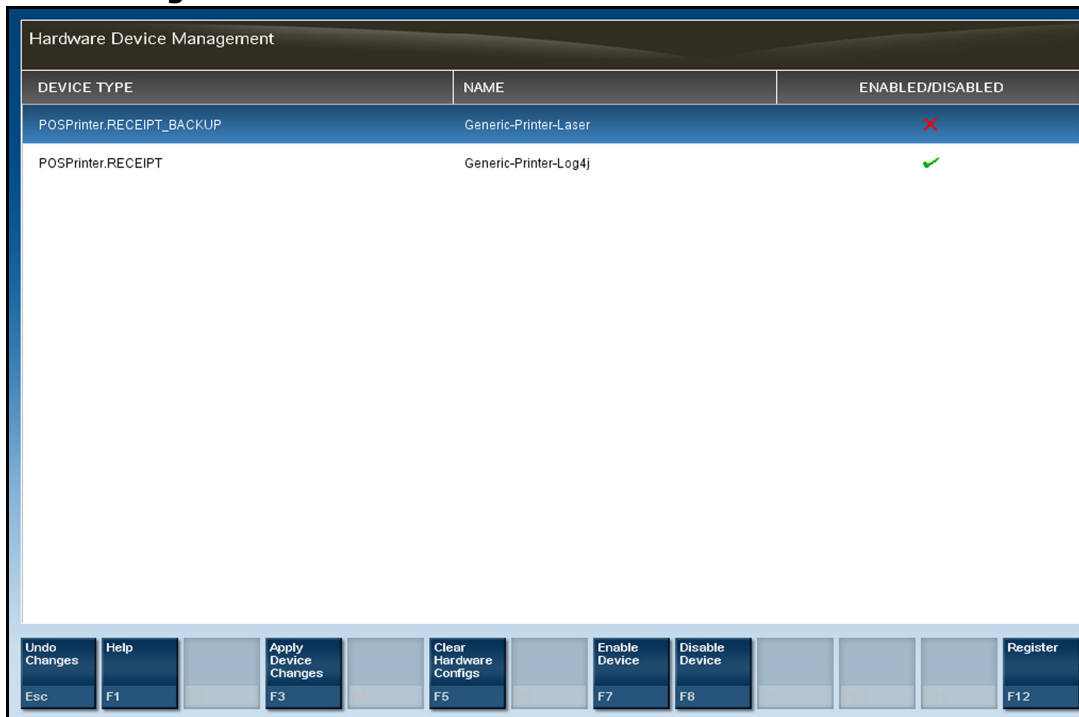 Hardware Device Management
DEVICE TYPE NAME ENABLED/DISABLED
POSPrinter.RECEIPT_BACKUP Generic-Printer-Laser
POSPrinter.RECEIPT Generic-Printer-Log4j
Undo Changes Esc
Help F1
Apply Device Changes F3
Clear Hardware Configs F5
Enable Device F7
Disable Device F8
Register F12